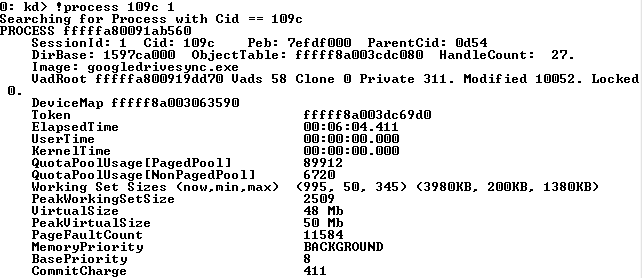 0: kd> !process 109c 1
Searching for Process with Cid == 109c
PROCESS fffffa80091ab560
SessionId: 1 Cid: 109c Peb: 7efdf000 ParentCid: 0d54
DirBase: 1597ca000 ObjectTable: fffff8a003cdc080 HandleCount: 27.
Image: googledrivesync.exe
VadRoot fffffa800919dd70 Vads 58 Clone 0 Private 311. Modified 10052. Locked
0.
DeviceMap fffff8a003063590
Token fffff8a003dc69d0
ElapsedTime 00:06:04.411
UserTime 00:00:00.000
KernelTime 00:00:00.000
QuotaPoolUsage[PagedPool] 89912
QuotaPoolUsage[NonPagedPool] 6720
Working Set Sizes (now,min,max) (995, 50, 345) (3980KB, 200KB, 1380KB)
PeakWorkingSetSize 2509
VirtualSize 48 Mb
PeakVirtualSize 50 Mb
PageFaultCount 11584
MemoryPriority BACKGROUND
BasePriority 8
CommitCharge 411